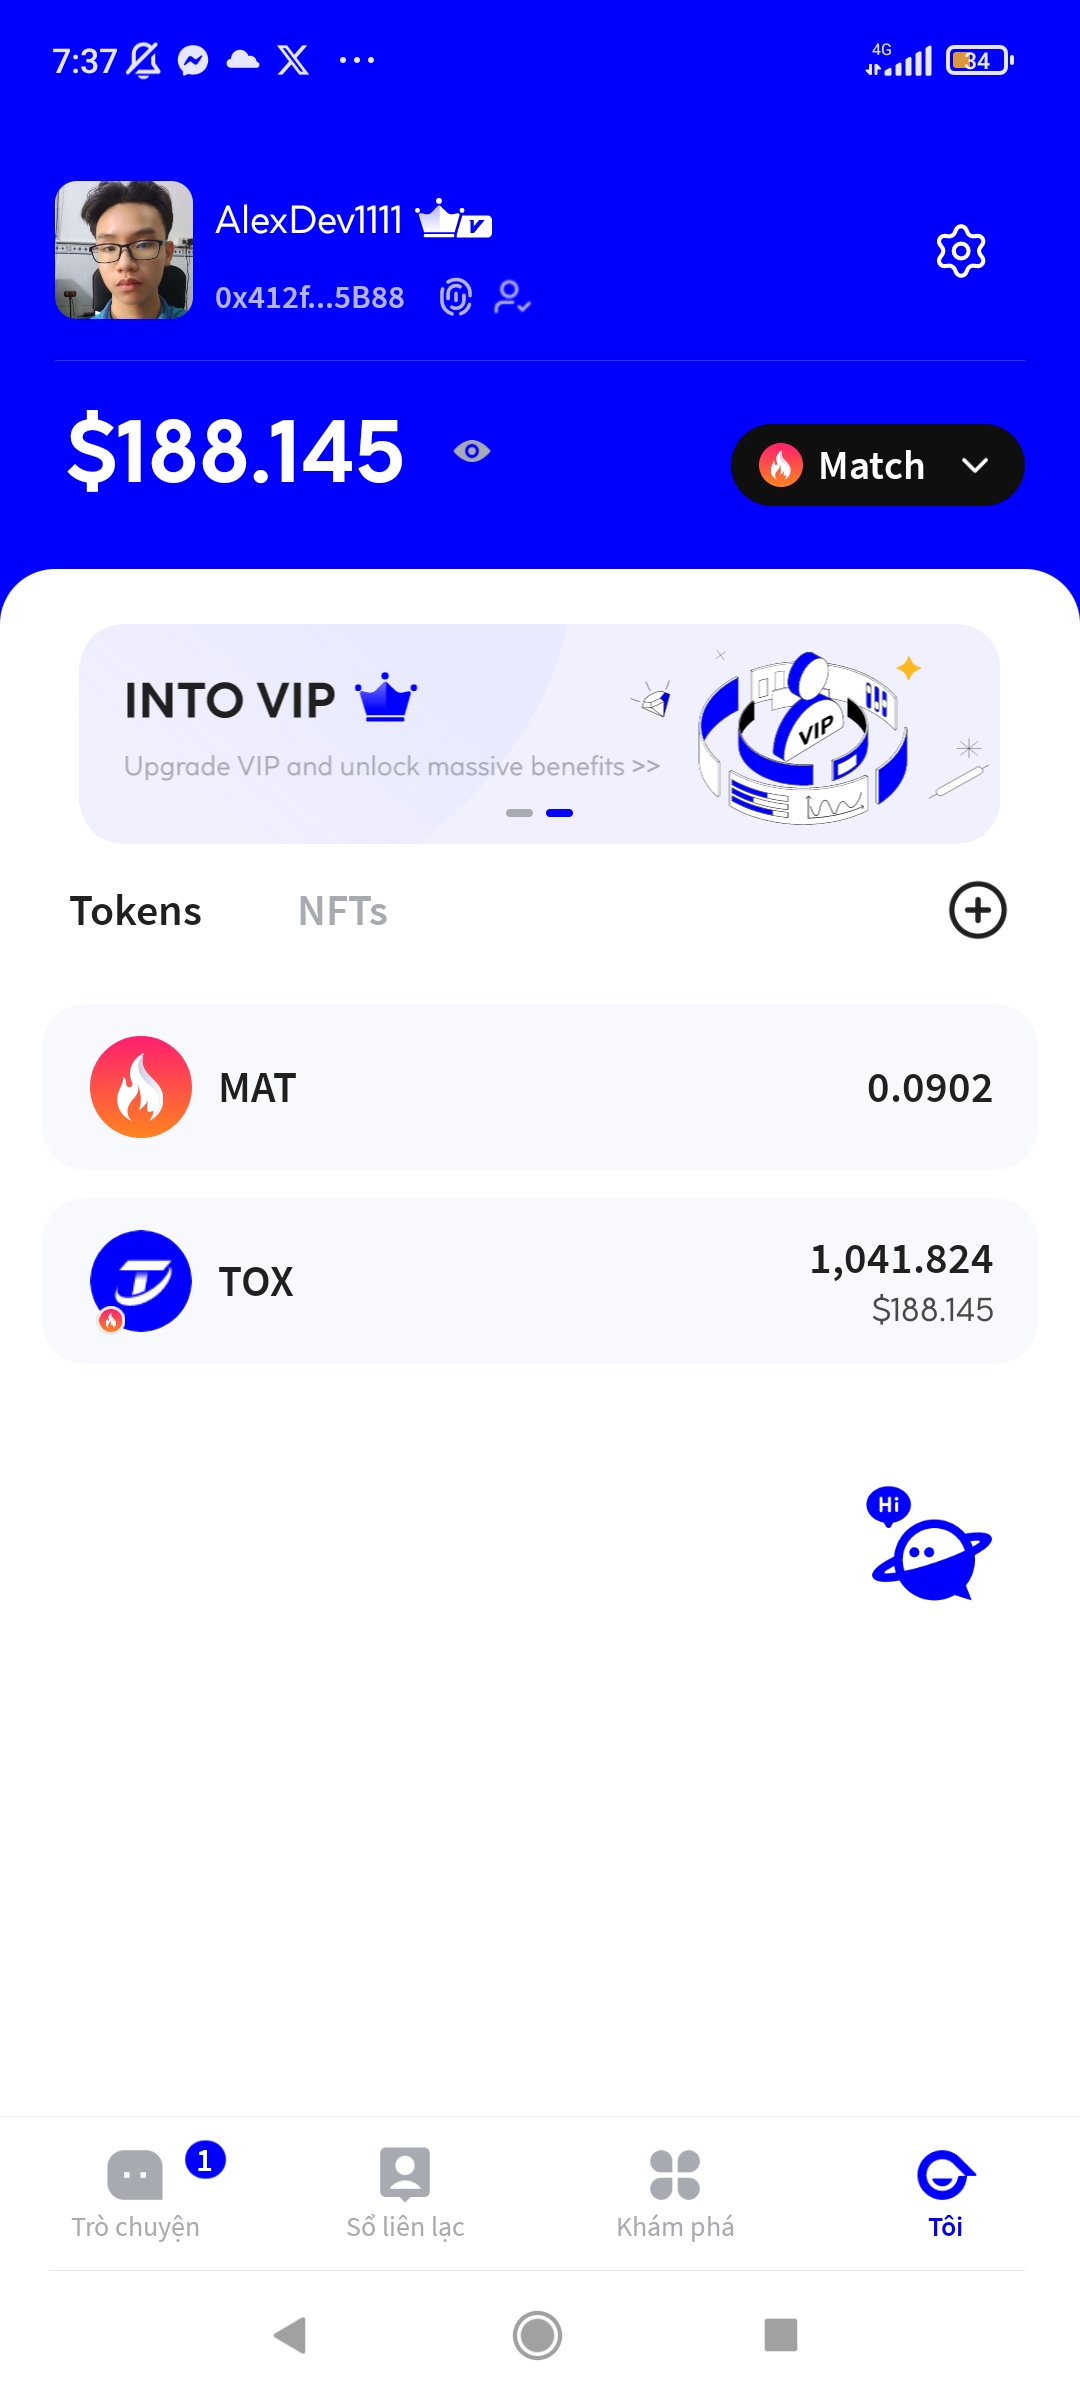 7:37
4G
34
AlexDev1111
V
0x412f...5B88
$188.145
Match
INTO VIP
Upgrade VIP and unlock massive benefits >>
VIP
Tokens
NFTs
MAT
0.0902
TOX
1,041.824
$188.145
Hi
1
Trò chuyện
Sổ liên lạc
Khám phá
Tôi